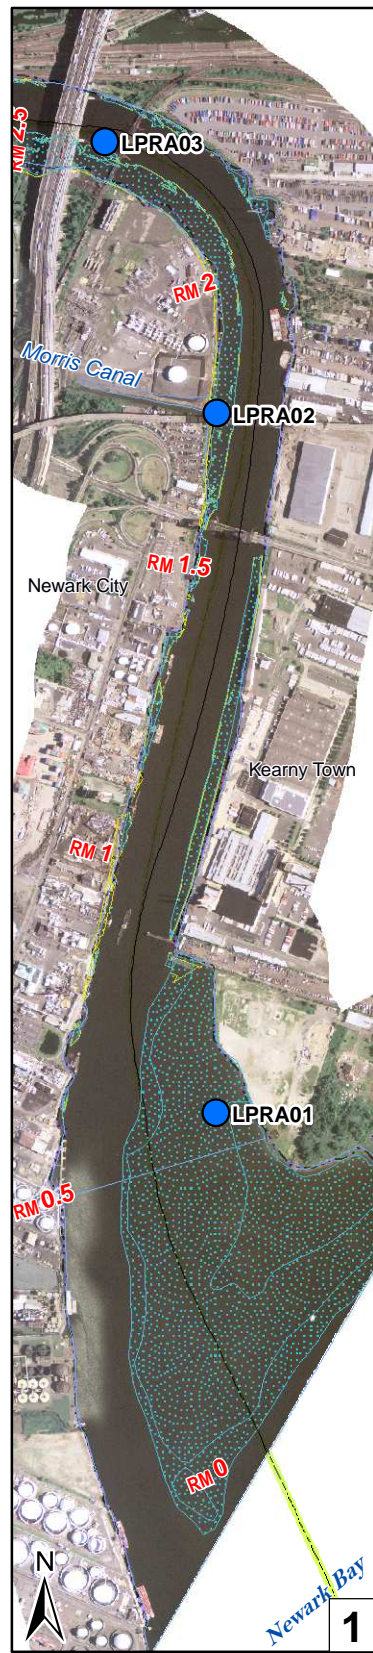 RM 2.5
LPRA03
RM 2
Morris Canal
LPRA02
RM 1.5
Newark City
Kearny Town
RM 1
LPRA01
RM 0.5
RM 0
N
Newark Bay
1